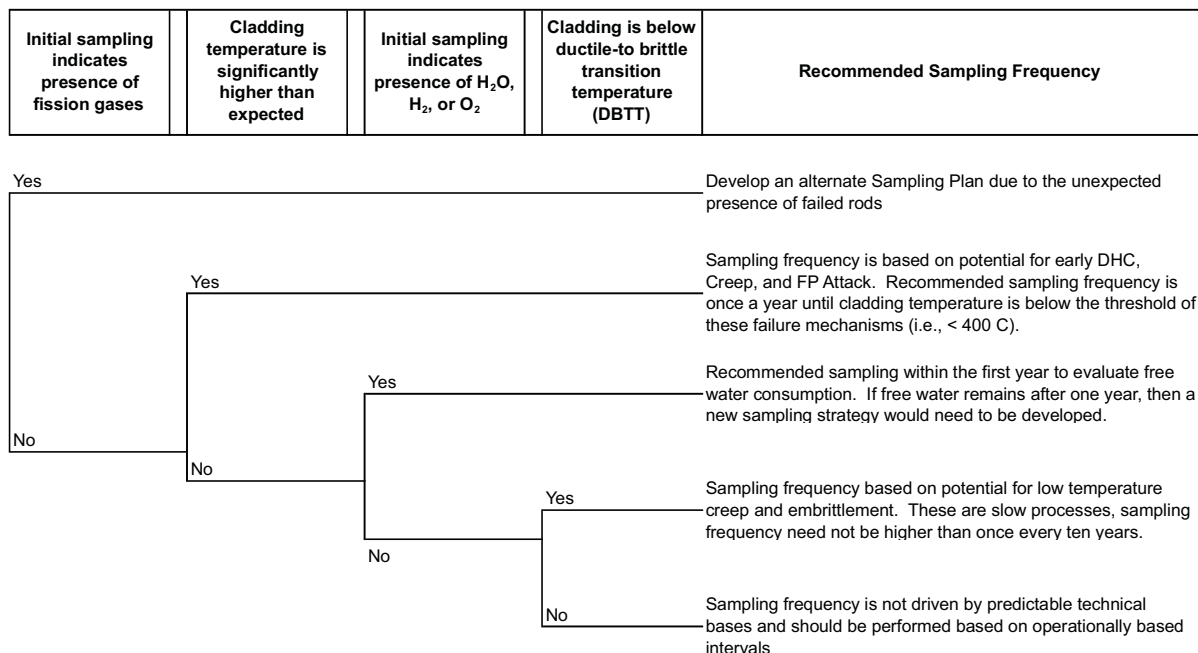 Initial sampling
indicates
presence of
fission gases
Cladding
temperature is
significantly
higher than
expected
Initial sampling
indicates
presence of H₂O,
H₂, or O₂
Cladding is below
ductile-to brittle
transition
temperature
(DBTT)
Recommended Sampling Frequency
Yes
Develop an alternate Sampling Plan due to the unexpected
presence of failed rods
Yes
Sampling frequency is based on potential for early DHC,
Creep, and FP Attack.  Recommended sampling frequency is
once a year until cladding temperature is below the threshold of
these failure mechanisms (i.e., < 400 C).
Yes
Recommended sampling within the first year to evaluate free
water consumption.  If free water remains after one year, then a
new sampling strategy would need to be developed.
No
No
Yes
Sampling frequency based on potential for low temperature
creep and embrittlement.  These are slow processes, sampling
frequency need not be higher than once every ten years.
No
No
Sampling frequency is not driven by predictable technical
bases and should be performed based on operationally based
intervals